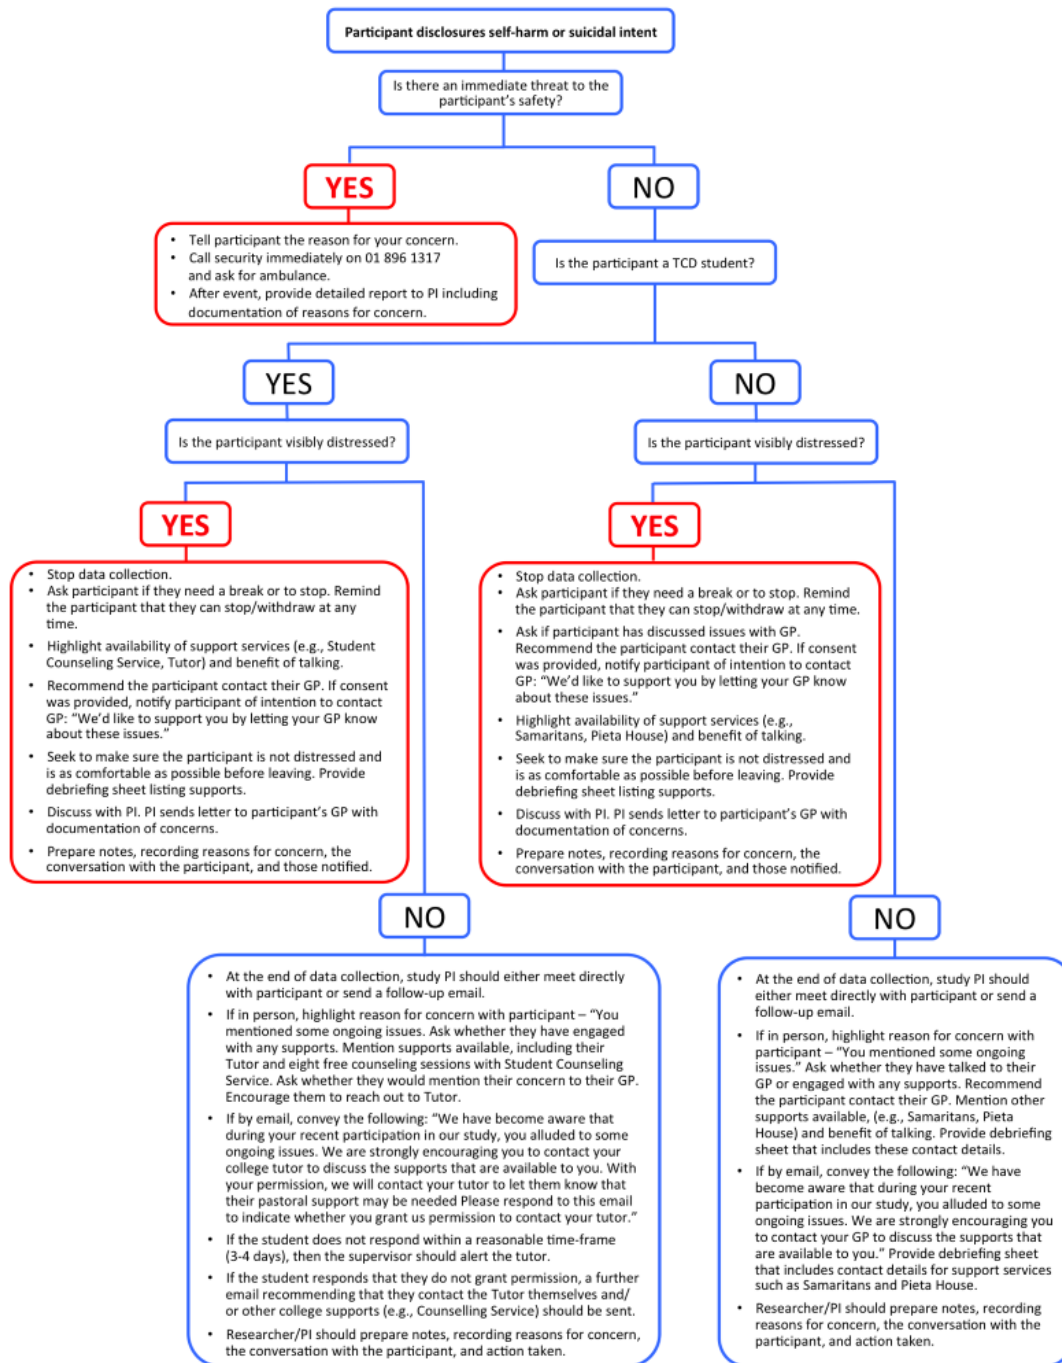 Participant disclosures self-harm or suicidal intent
Is there an immediate threat to the
participant's safety?
YES
NO
• Tell participant the reason for your concern.
• Call security immediately on 01 896 1317
and ask for ambulance.
• After event, provide detailed report to PI including
documentation of reasons for concern.
Is the participant a TCD student?
YES
NO
Is the participant visibly distressed?
Is the participant visibly distressed?
YES
YES
• Stop data collection.
• Ask participant if they need a break or to stop. Remind
the participant that they can stop/withdraw at any
time.
• Highlight availability of support services (e.g., Student
Counseling Service, Tutor) and benefit of talking.
• Recommend the participant contact their GP. If consent
was provided, notify participant of intention to contact
GP: "We'd like to support you by letting your GP know
about these issues."
• Seek to make sure the participant is not distressed and
is as comfortable as possible before leaving. Provide
debriefing sheet listing supports.
• Discuss with PI. PI sends letter to participant's GP with
documentation of concerns.
• Prepare notes, recording reasons for concern, the
conversation with the participant, and those notified.
• Stop data collection.
• Ask participant if they need a break or to stop. Remind
the participant that they can stop/withdraw at any time.
• Ask if participant has discussed issues with GP.
Recommend the participant contact their GP. If consent
was provided, notify participant of intention to contact
GP: "We'd like to support you by letting your GP know
about these issues."
• Highlight availability of support services (e.g.,
Samaritans, Pieta House) and benefit of talking.
• Seek to make sure the participant is not distressed and
is as comfortable as possible before leaving. Provide
debriefing sheet listing supports.
• Discuss with PI. PI sends letter to participant's GP with
documentation of concerns.
• Prepare notes, recording reasons for concern, the
conversation with the participant, and those notified.
NO
NO
• At the end of data collection, study PI should either meet directly
with participant or send a follow-up email.
• If in person, highlight reason for concern with participant – "You
mentioned some ongoing issues. Ask whether they have engaged
with any supports. Mention supports available, including their
Tutor and eight free counseling sessions with Student Counseling
Service. Ask whether they would mention their concern to their GP.
Encourage them to reach out to Tutor.
• If by email, convey the following: "We have become aware that
during your recent participation in our study, you alluded to some
ongoing issues. We are strongly encouraging you to contact your
college tutor to discuss the supports that are available to you. With
your permission, we will contact your tutor to let them know that
their pastoral support may be needed Please respond to this email
to indicate whether you grant us permission to contact your tutor."
• If the student does not respond within a reasonable time-frame
(3-4 days), then the supervisor should alert the tutor.
• If the student responds that they do not grant permission, a further
email recommending that they contact the Tutor themselves and/
or other college supports (e.g., Counselling Service) should be sent.
• Researcher/PI should prepare notes, recording reasons for concern,
the conversation with the participant, and action taken.
• At the end of data collection, study PI should
either meet directly with participant or send a
follow-up email.
• If in person, highlight reason for concern with
participant – "You mentioned some ongoing
issues." Ask whether they have talked to their
GP or engaged with any supports. Recommend
the participant contact their GP. Mention other
supports available, (e.g., Samaritans, Pieta
House) and benefit of talking. Provide debriefing
sheet that includes these contact details.
• If by email, convey the following: "We have
become aware that during your recent
participation in our study, you alluded to some
ongoing issues. We are strongly encouraging you
to contact your GP to discuss the supports that
are available to you." Provide debriefing sheet
that includes contact details for support services
such as Samaritans and Pieta House.
• Researcher/PI should prepare notes, recording
reasons for concern, the conversation with the
participant, and action taken.